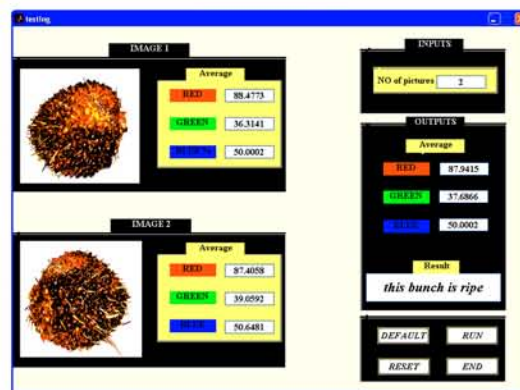 testing
IMAGE 1
Average
RED 88.4773
GREEN 36.3141
50.0002
IMAGE 2
Average
RED 87.4058
GREEN 39.0592
BLUE 50.6481
INPUTS
NO of pictures 2
OUTPUTS
Average
RED 87.9415
GREEN 37.6866
BLUE 50.0002
Result
this bunch is ripe
DEFAULT RUN
RESET END